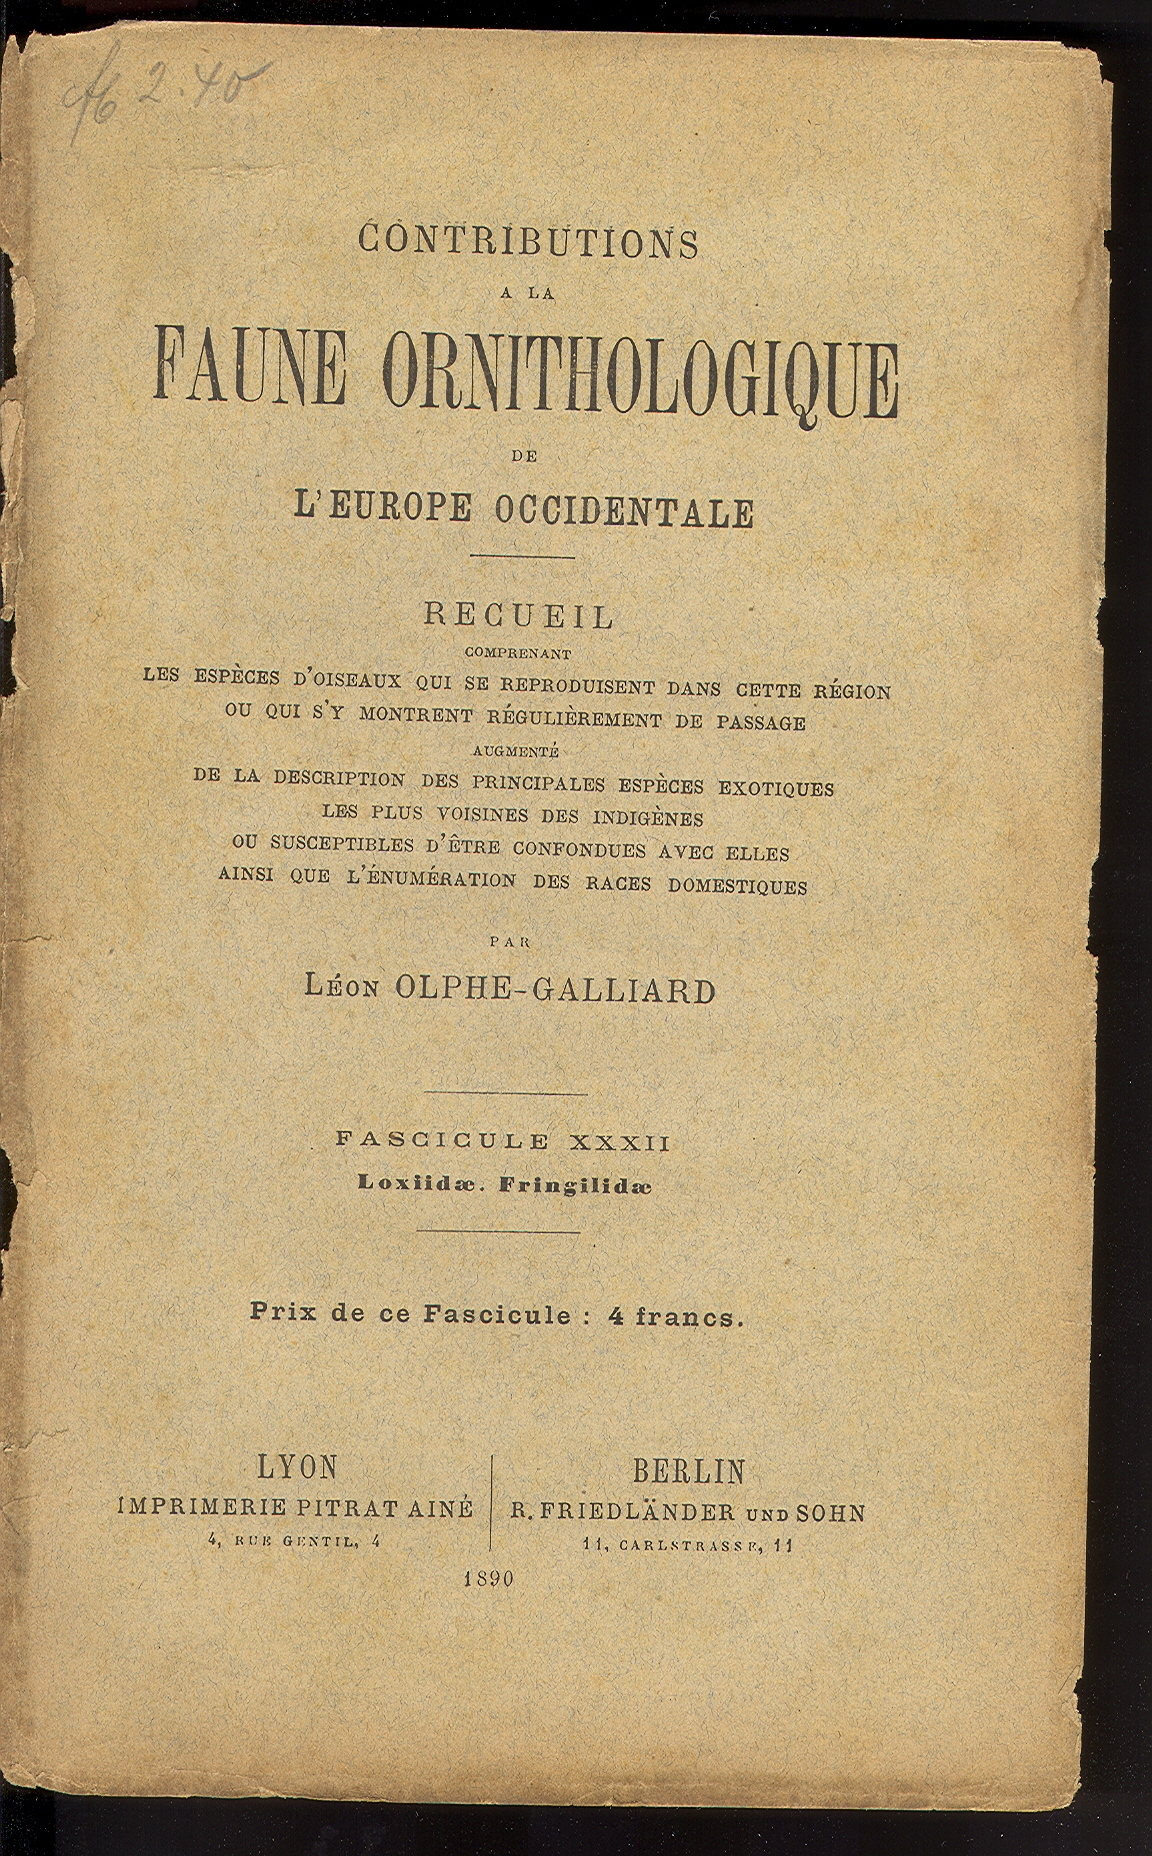 2.40
CONTRIBUTIONS
A LA
FAUNE ORNITHOLOGIQUE
DE
L'EUROPE OCCIDENTALE
RECUEIL
COMPRENANT
LES ESPÈCES D'OISEAUX QUI SE REPRODUISENT DANS CETTE RÉGION
OU QUI S'Y MONTRENT RÉGULIÈREMENT DE PASSAGE
AUGMENTÉ
DE LA DESCRIPTION DES PRINCIPALES ESPÈCES EXOTIQUES
LES PLUS VOISINES DES INDIGÈNES
OU SUSCEPTIBLES D'ÊTRE CONFONDUES AVEC ELLES
AINSI QUE L'ÉNUMÉRATION DES RACES DOMESTIQUES
PAR
LÉON OLPHE-GALLIARD
FASCICULE XXXII
Loxiidæ. Fringilidæ
Prix de ce Fascicule : 4 francs.
LYON
IMPRIMERIE PITRAT AINÉ
4, RUE GENTIL, 4
BERLIN
R. FRIEDLÄNDER UND SOHN
11, CARLSTRASSE, 11
1890